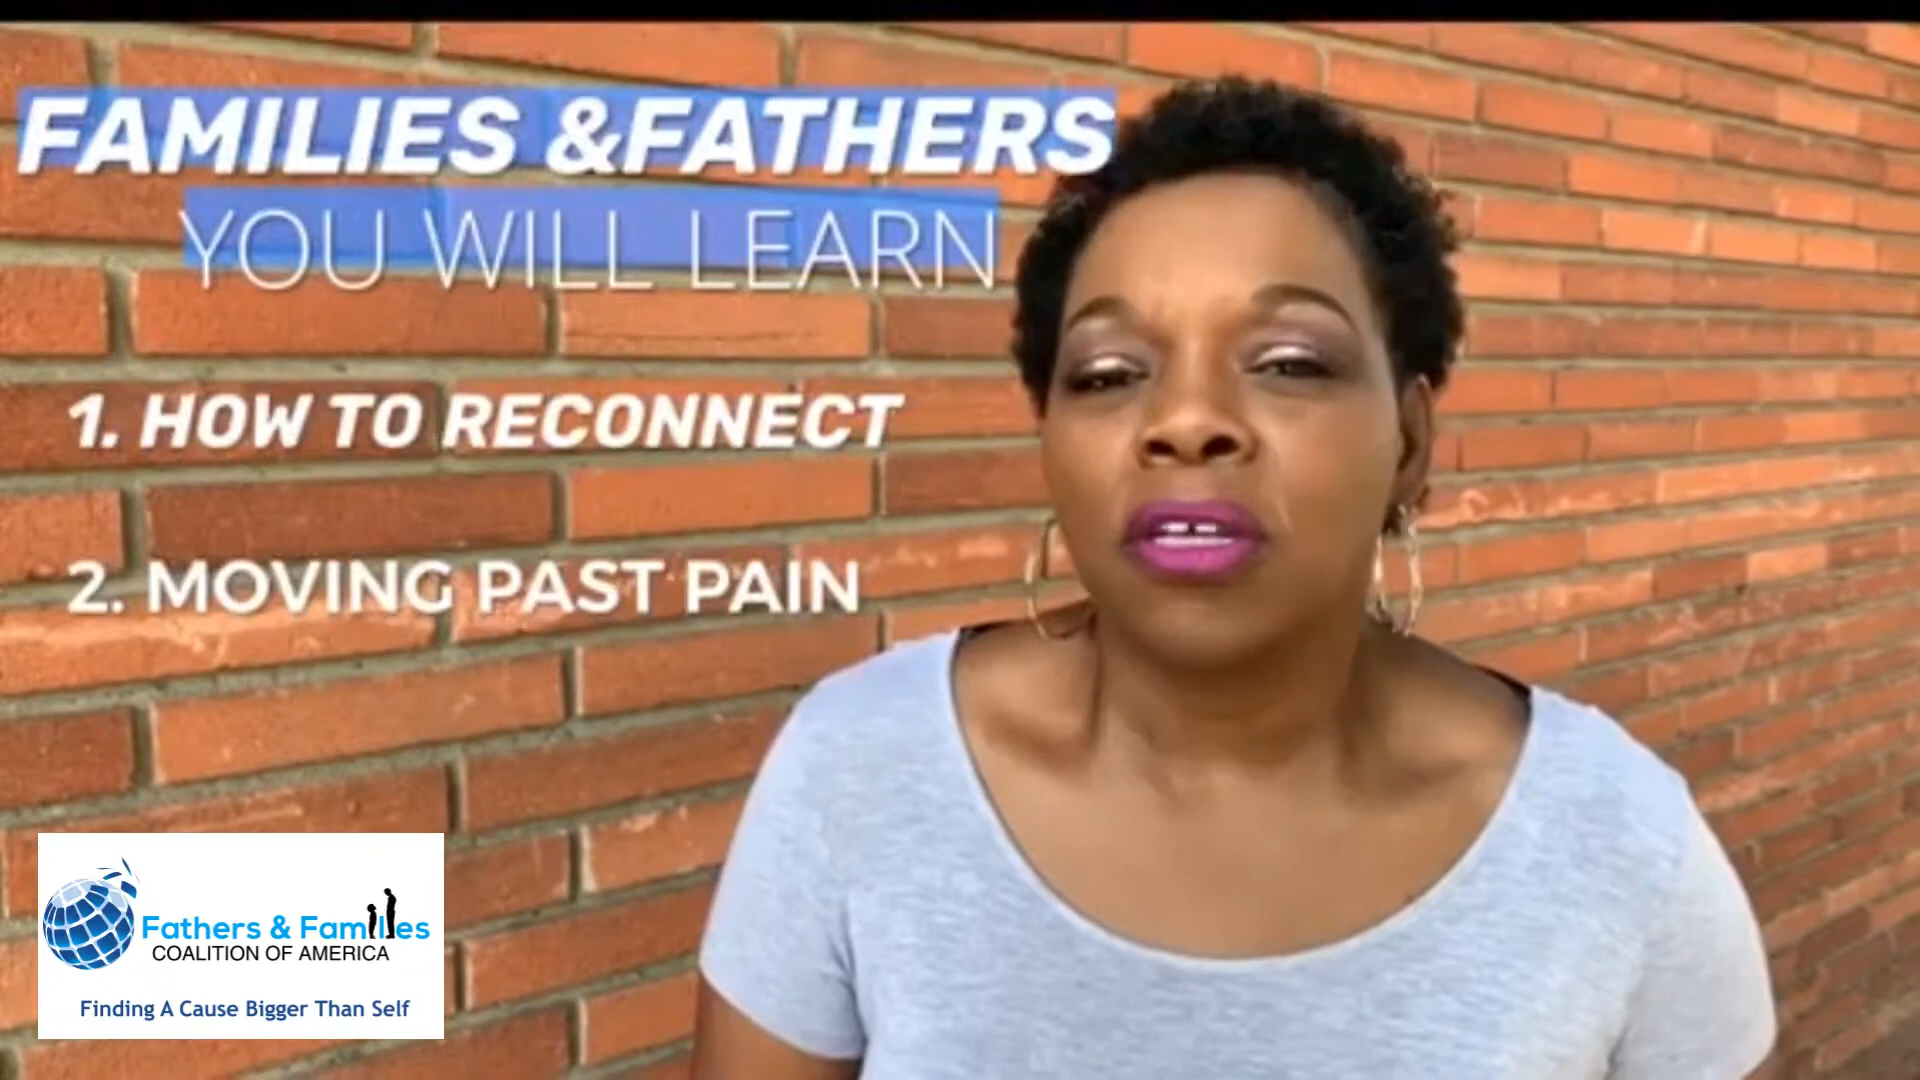 FAMILIES &FATHERS
YOU WILL LEARN
1. HOW TO RECONNECT
2. MOVING PAST PAIN
Fathers & Families
COALITION OF AMERICA
Finding A Cause Bigger Than Self